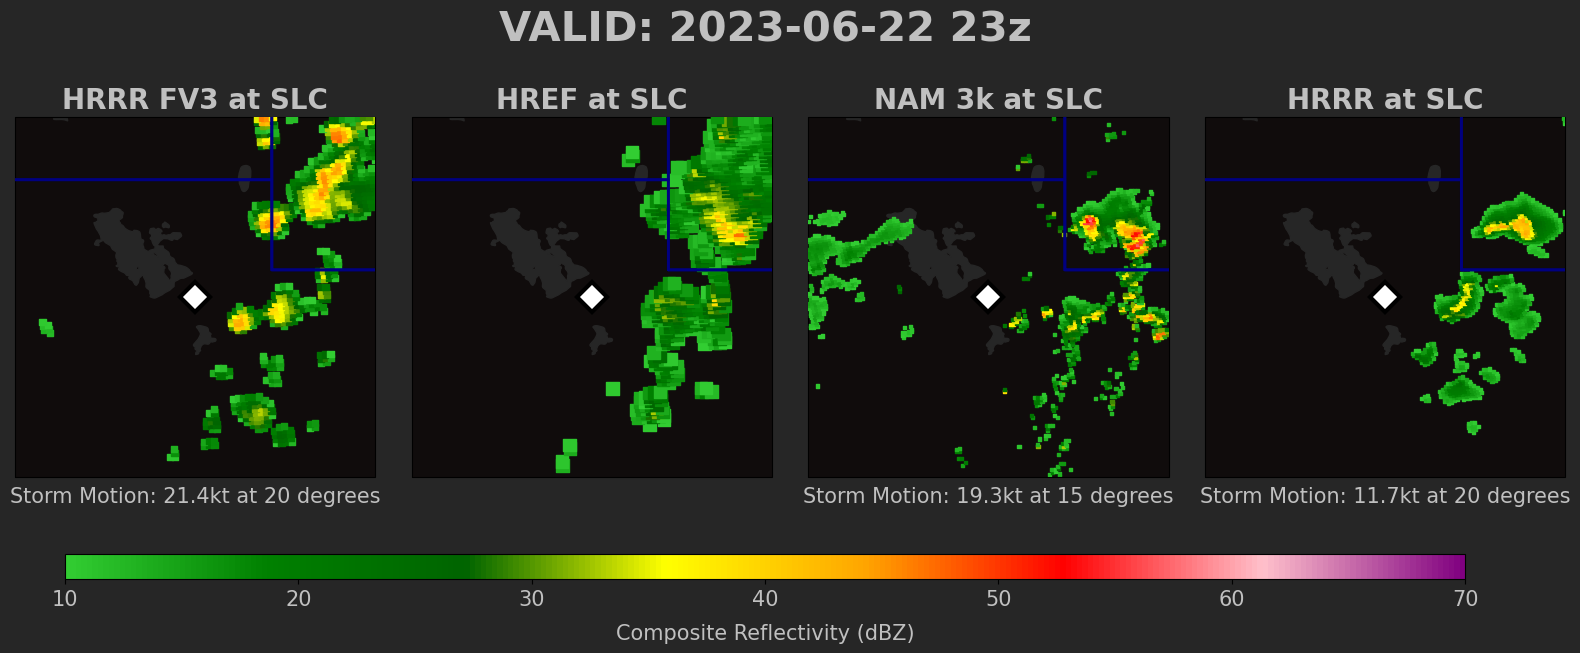 VALID: 2023-06-22 23z
HRRR FV3 at SLC
HREF at SLC
NAM 3k at SLC
HRRR at SLC
Storm Motion: 21.4kt at 20 degrees
Storm Motion: 19.3kt at 15 degrees
Storm Motion: 11.7kt at 20 degrees
10 20 30 40 50 60 70
Composite Reflectivity (dBZ)